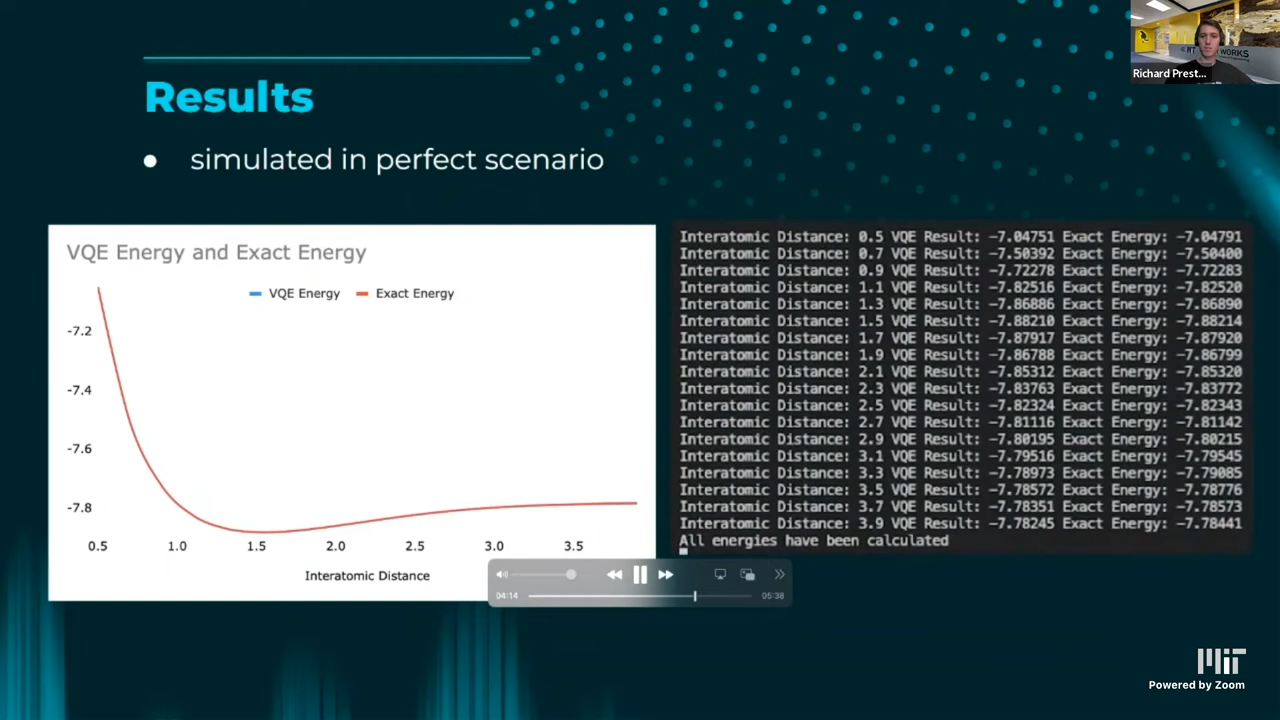 Results
• simulated in perfect scenario
VQE Energy and Exact Energy
VQE Energy Exact Energy
-7.2
-7.4
-7.6
-7.8
0.5 1.0 1.5 2.0 2.5 3.0 3.5
Interatomic Distance
Interatomic Distance: 0.5 VQE Result: -7.04751 Exact Energy: -7.04791
Interatomic Distance: 0.7 VQE Result: -7.50392 Exact Energy: -7.50400
Interatomic Distance: 0.9 VQE Result: -7.72278 Exact Energy: -7.72283
Interatomic Distance: 1.1 VQE Result: -7.82516 Exact Energy: -7.82520
Interatomic Distance: 1.3 VQE Result: -7.86886 Exact Energy: -7.86890
Interatomic Distance: 1.5 VQE Result: -7.88210 Exact Energy: -7.88214
Interatomic Distance: 1.7 VQE Result: -7.87917 Exact Energy: -7.87920
Interatomic Distance: 1.9 VQE Result: -7.86788 Exact Energy: -7.86799
Interatomic Distance: 2.1 VQE Result: -7.85312 Exact Energy: -7.85320
Interatomic Distance: 2.3 VQE Result: -7.83763 Exact Energy: -7.83772
Interatomic Distance: 2.5 VQE Result: -7.82324 Exact Energy: -7.82343
Interatomic Distance: 2.7 VQE Result: -7.81116 Exact Energy: -7.81142
Interatomic Distance: 2.9 VQE Result: -7.80195 Exact Energy: -7.80215
Interatomic Distance: 3.1 VQE Result: -7.79516 Exact Energy: -7.79545
Interatomic Distance: 3.3 VQE Result: -7.78973 Exact Energy: -7.79085
Interatomic Distance: 3.5 VQE Result: -7.78572 Exact Energy: -7.78776
Interatomic Distance: 3.7 VQE Result: -7.78351 Exact Energy: -7.78573
Interatomic Distance: 3.9 VQE Result: -7.78245 Exact Energy: -7.78441
All energies have been calculated
04:14 05:38
Richard Prest...
WORKS
MIT
Powered by Zoom